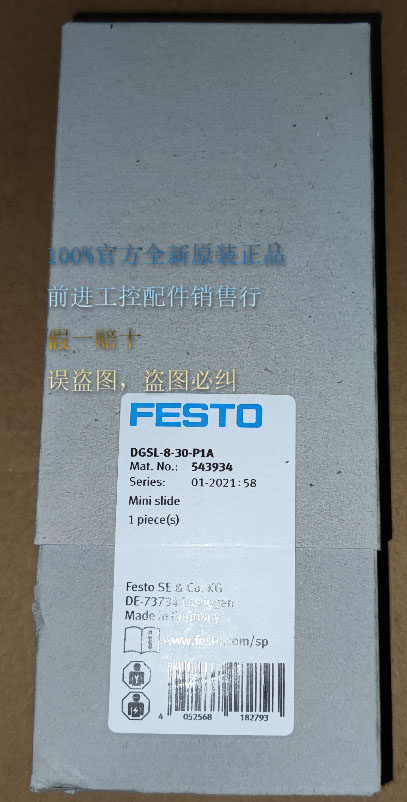 100%官方全新原装正品
前进工控配件销售行
假一赔十
误盗图，盗图必纠
FESTO
DGSL-8-30-P1A
Mat. No.: 543934
Series: 01-2021:58
Mini slide
1 piece(s)
Festo SE & Co. KG
DE-73734 Esslingen
Made in Germany
www.festo.com/sp
4 052568 182793